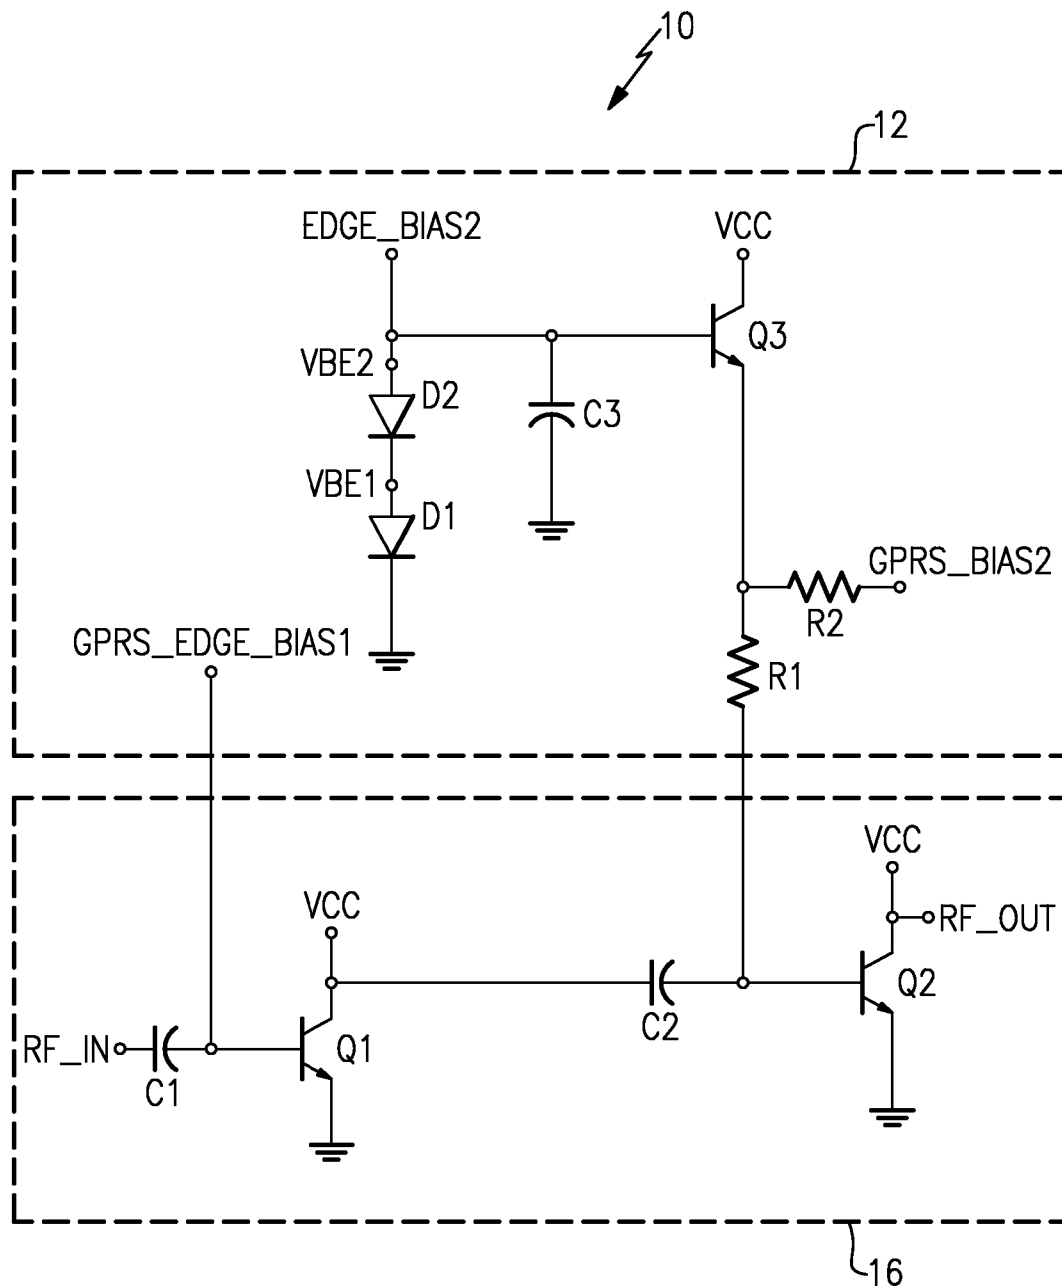 10
12
EDGE_BIAS2
VCC
Q3
VBE2
D2
C3
VBE1
D1
GPRS_BIAS2
R2
GPRS_EDGE_BIAS1
R1
VCC
VCC
RF_OUT
Q2
C2
RF_IN
Q1
C1
16